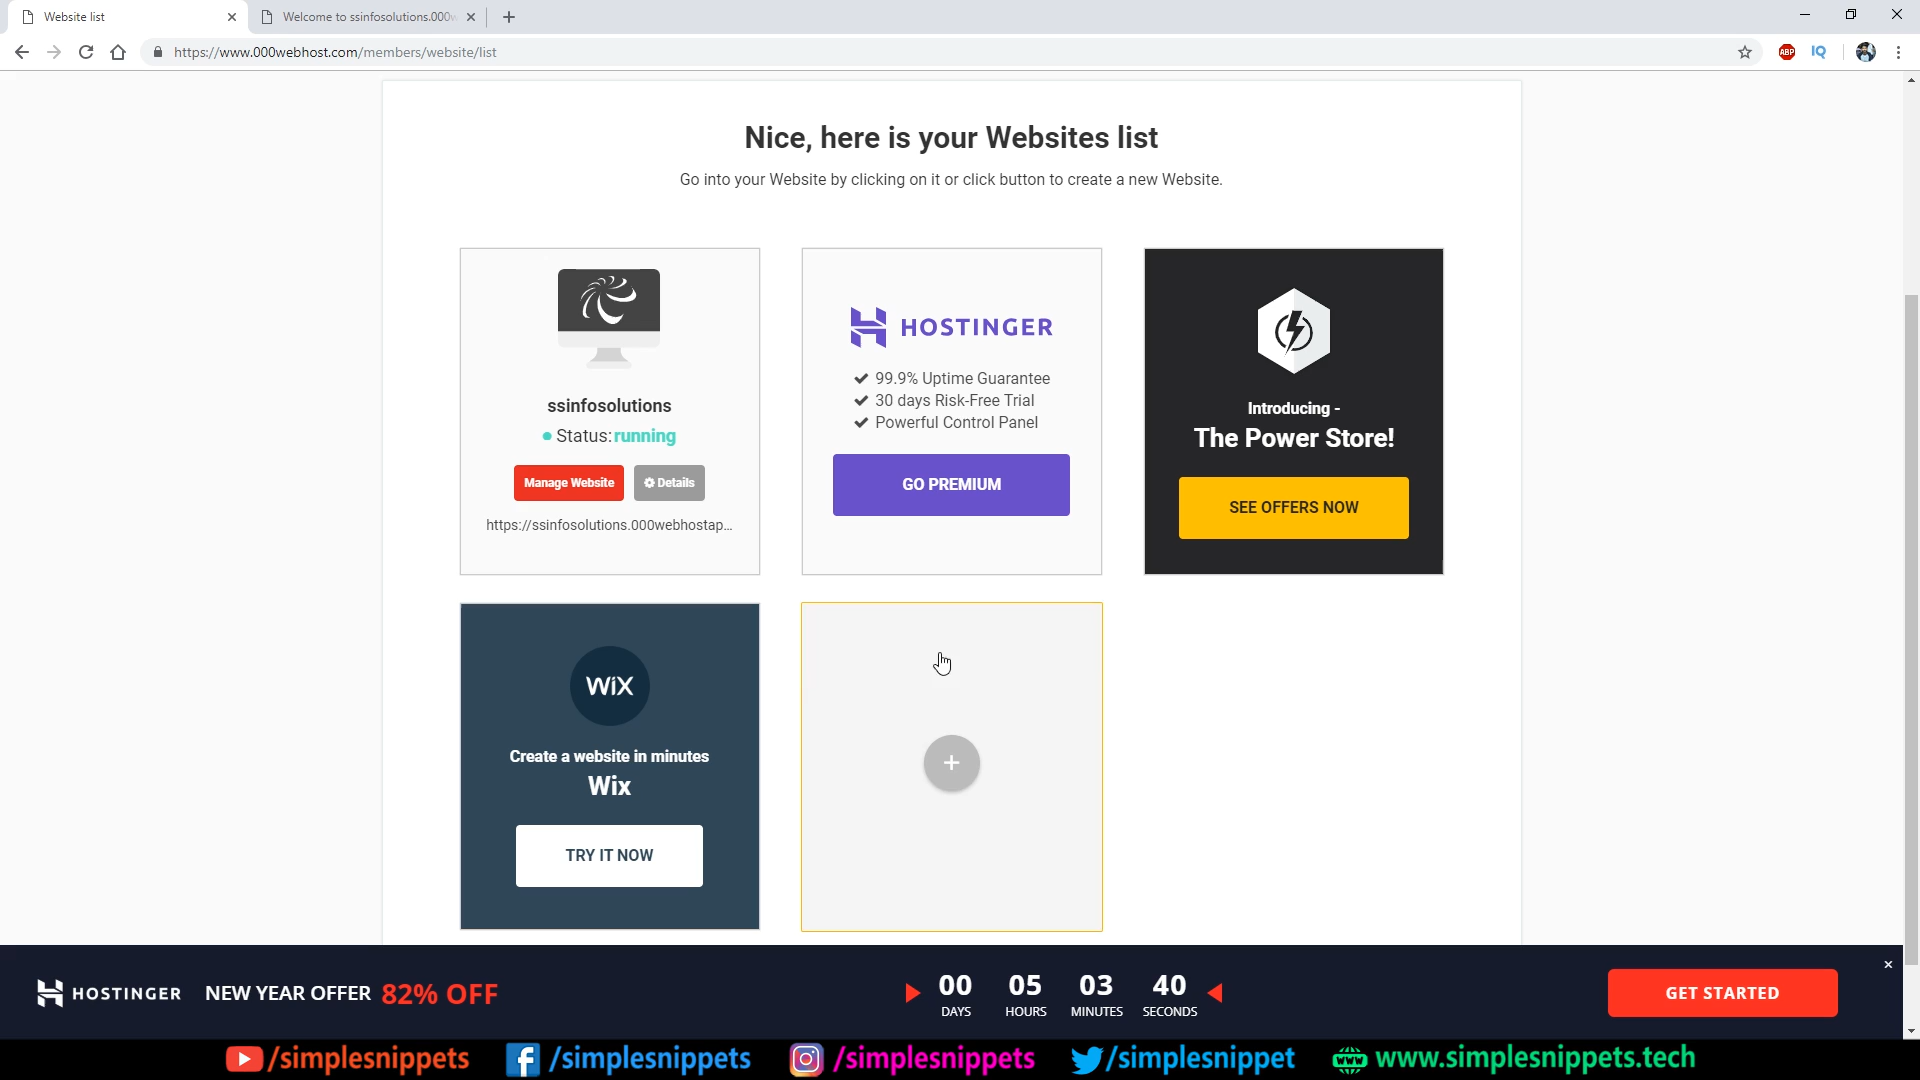 Website list
Welcome to ssinfosolutions.000w
https://www.000webhost.com/members/website/list
ABP
IQ
Nice, here is your Websites list
Go into your Website by clicking on it or click button to create a new Website.
ssinfosolutions
Status: running
Manage Website
Details
https://ssinfosolutions.000webhostap...
HOSTINGER
99.9% Uptime Guarantee
30 days Risk-Free Trial
Powerful Control Panel
GO PREMIUM
Introducing -
The Power Store!
SEE OFFERS NOW
WiX
Create a website in minutes
Wix
TRY IT NOW
+
HOSTINGER
NEW YEAR OFFER 82% OFF
00 05 03 40
DAYS HOURS MINUTES SECONDS
GET STARTED
/simplesnippets
/simplesnippets
/simplesnippets
/simplesnippet
www.simplesnippets.tech